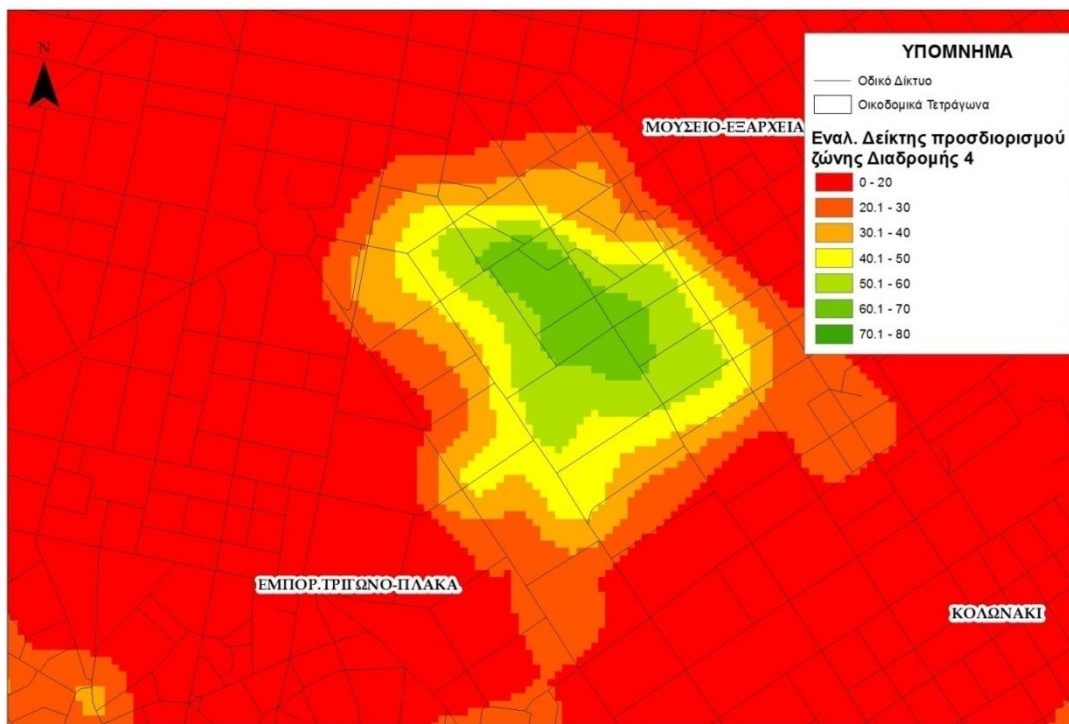 N
ΥΠΟΜΝΗΜΑ
Οδικό Δίκτυο
Οικοδομικά Τετράγωνα
Εναλ. Δείκτης προσδιορισμού
ζώνης Διαδρομής 4
0 - 20
20.1 - 30
30.1 - 40
40.1 - 50
50.1 - 60
60.1 - 70
70.1 - 80
ΜΟΥΣΕΙΟ-ΕΞΑΡΧΕΙΑ
ΕΜΠΟΡ.ΤΡΙΓΩΝΟ-ΠΛΑΚΑ
ΚΟΛΩΝΑΚΙ